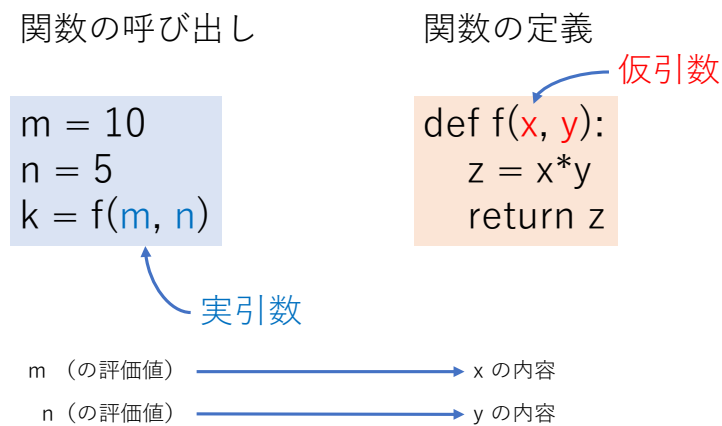 関数の呼び出し
m = 10
n = 5
k = f(m, n)
実引数
関数の定義
仮引数
def f(x, y):
z = x*y
return z
m （の評価値） x の内容
n（の評価値） y の内容